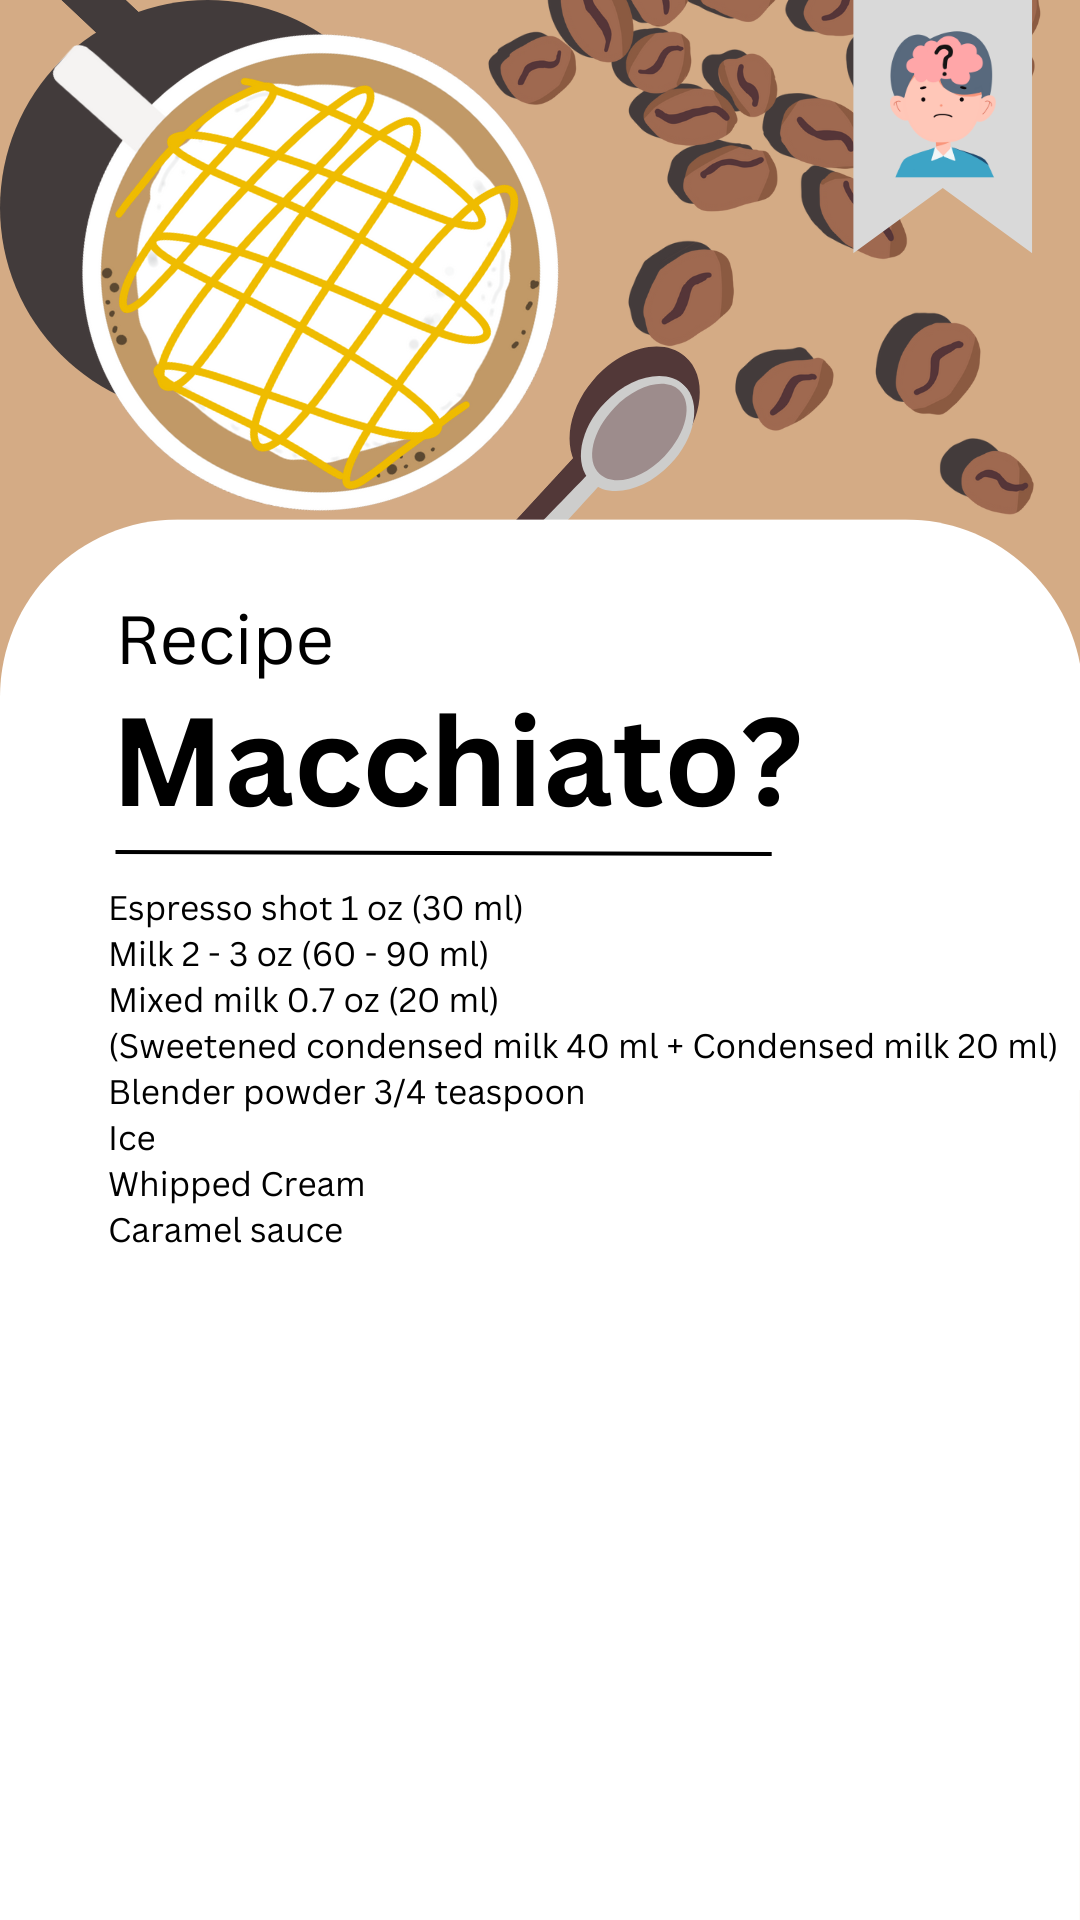 ?
Recipe
Macchiato?
Espresso shot 1 oz (30 ml)
Milk 2 - 3 oz (60 - 90 ml)
Mixed milk 0.7 oz (20 ml)
(Sweetened condensed milk 40 ml + Condensed milk 20 ml)
Blender powder 3/4 teaspoon
Ice
Whipped Cream
Caramel sauce